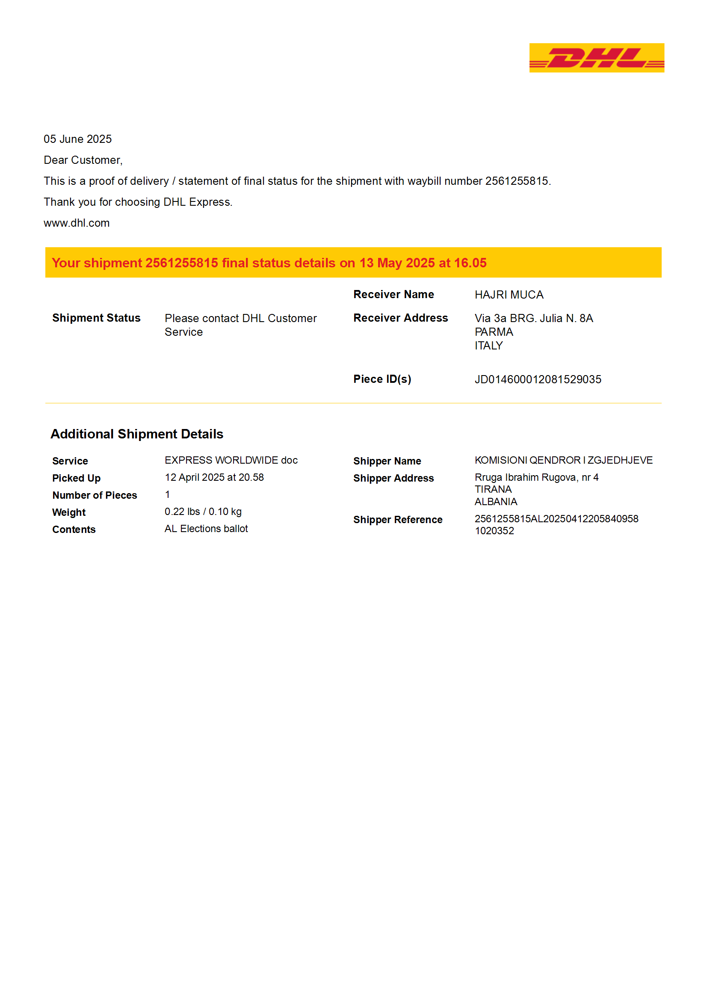 DHL
05 June 2025
Dear Customer,
This is a proof of delivery / statement of final status for the shipment with waybill number 2561255815.
Thank you for choosing DHL Express.
www.dhl.com
Your shipment 2561255815 final status details on 13 May 2025 at 16.05
Receiver Name HAJRI MUCA
Shipment Status Please contact DHL Customer
Service
Receiver Address Via 3a BRG. Julia N. 8A
PARMA
ITALY
Piece ID(s) JD014600012081529035
Additional Shipment Details
Service EXPRESS WORLDWIDE doc
Picked Up 12 April 2025 at 20.58
Number of Pieces 1
Weight 0.22 lbs / 0.10 kg
Contents AL Elections ballot
Shipper Name KOMISIONI QENDROR I ZGJEDHJEVE
Shipper Address Rruga Ibrahim Rugova, nr 4
TIRANA
ALBANIA
Shipper Reference 2561255815AL20250412205840958
1020352